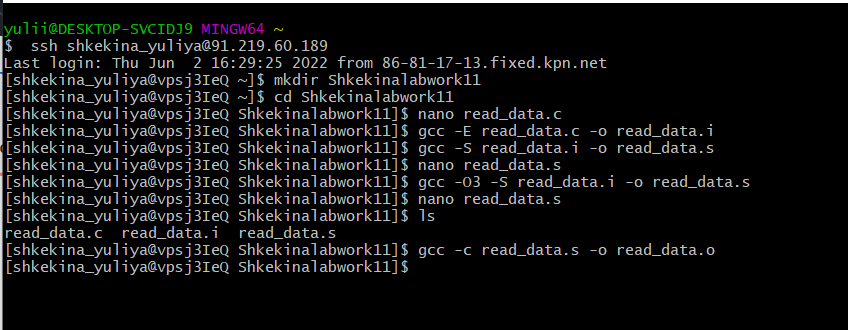 yulii@DESKTOP-SVCIDJ9 MINGW64 ~
$  ssh shkekina_yuliya@91.219.60.189
Last login: Thu Jun  2 16:29:25 2022 from 86-81-17-13.fixed.kpn.net
[shkekina_yuliya@vpsj3IeQ ~]$ mkdir Shkekinalabwork11
[shkekina_yuliya@vpsj3IeQ ~]$ cd Shkekinalabwork11
[shkekina_yuliya@vpsj3IeQ Shkekinalabwork11]$ nano read_data.c
[shkekina_yuliya@vpsj3IeQ Shkekinalabwork11]$ gcc -E read_data.c -o read_data.i
[shkekina_yuliya@vpsj3IeQ Shkekinalabwork11]$ gcc -S read_data.i -o read_data.s
[shkekina_yuliya@vpsj3IeQ Shkekinalabwork11]$ nano read_data.s
[shkekina_yuliya@vpsj3IeQ Shkekinalabwork11]$ gcc -O3 -S read_data.i -o read_data.s
[shkekina_yuliya@vpsj3IeQ Shkekinalabwork11]$ nano read_data.s
[shkekina_yuliya@vpsj3IeQ Shkekinalabwork11]$ ls
read_data.c  read_data.i  read_data.s
[shkekina_yuliya@vpsj3IeQ Shkekinalabwork11]$ gcc -c read_data.s -o read_data.o
[shkekina_yuliya@vpsj3IeQ Shkekinalabwork11]$